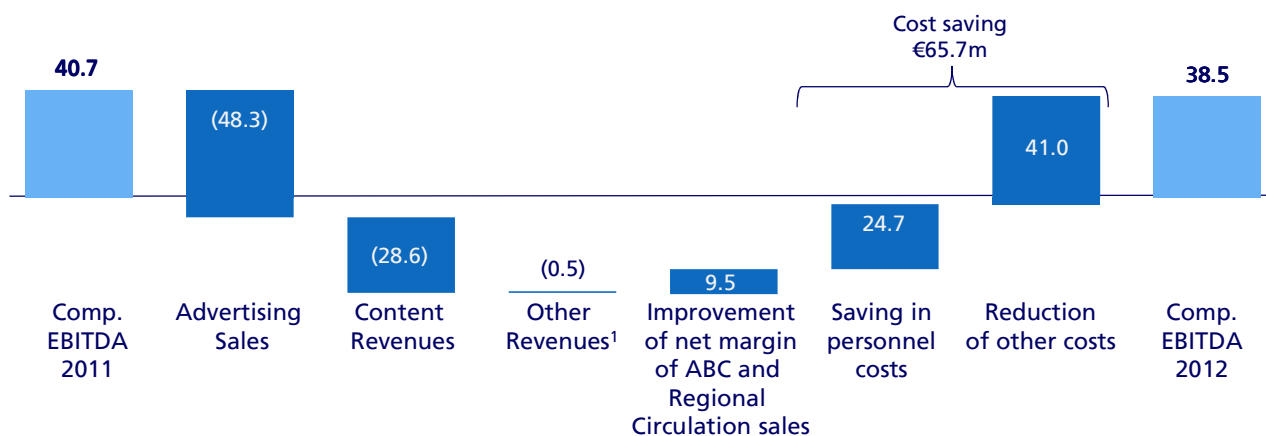 Cost saving
€65.7m
40.7
(48.3)
(28.6)
(0.5)
9.5
24.7
41.0
38.5
Comp.
EBITDA
2011
Advertising
Sales
Content
Revenues
Other
Revenues¹
Improvement
of net margin
of ABC and
Regional
Circulation sales
Saving in
personnel
costs
Reduction
of other costs
Comp.
EBITDA
2012